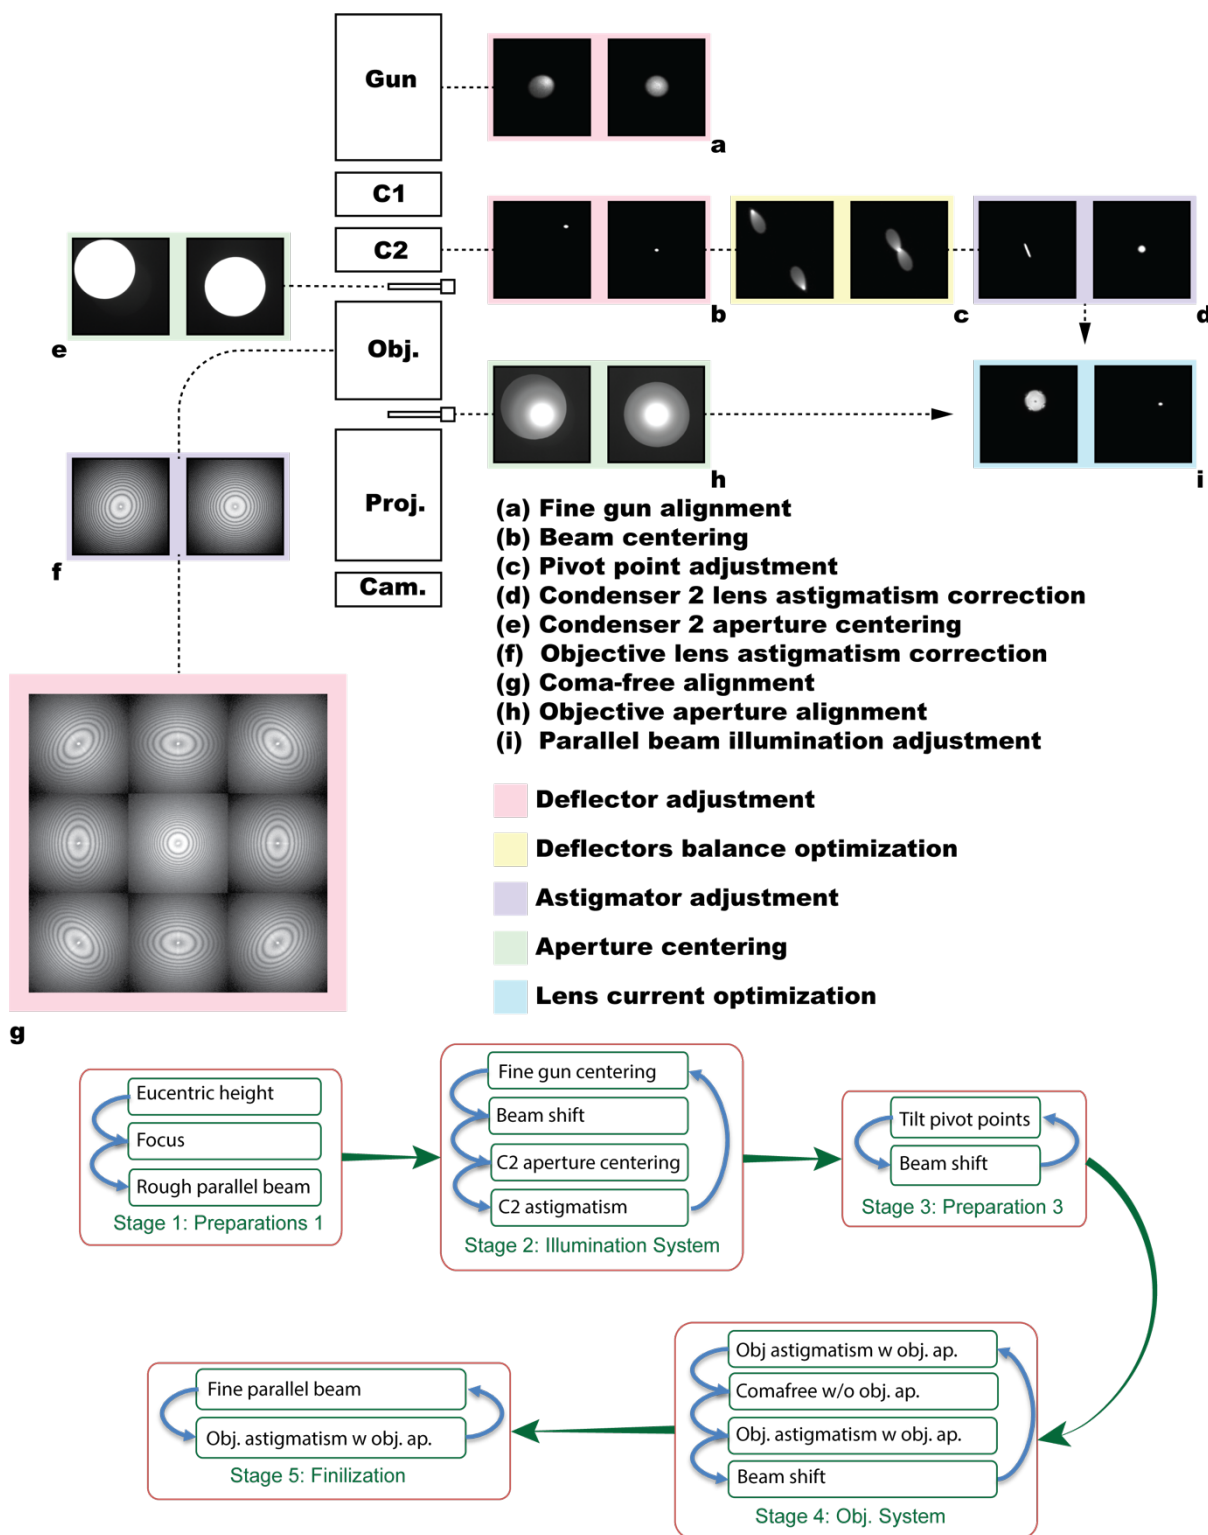 Gun
a
C1
C2
b
c
d
e
Obj.
h
i
Proj.
f
Cam.
(a) Fine gun alignment
(b) Beam centering
(c) Pivot point adjustment
(d) Condenser 2 lens astigmatism correction
(e) Condenser 2 aperture centering
(f) Objective lens astigmatism correction
(g) Coma-free alignment
(h) Objective aperture alignment
(i) Parallel beam illumination adjustment
Deflector adjustment
Deflectors balance optimization
Astigmator adjustment
Aperture centering
Lens current optimization
g
Eucentric height
Focus
Rough parallel beam
Stage 1: Preparations 1
Fine gun centering
Beam shift
C2 aperture centering
C2 astigmatism
Stage 2: Illumination System
Tilt pivot points
Beam shift
Stage 3: Preparation 3
Obj astigmatism w obj. ap.
Comafree w/o obj. ap.
Obj. astigmatism w obj. ap.
Beam shift
Stage 4: Obj. System
Fine parallel beam
Obj. astigmatism w obj. ap.
Stage 5: Finilization